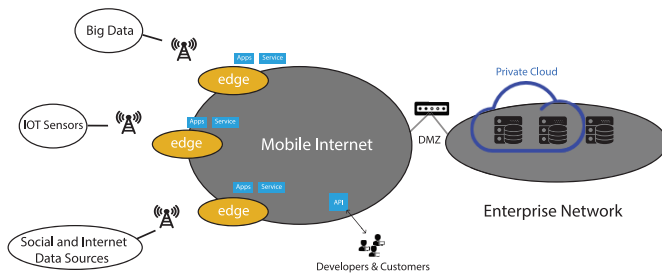 Big Data
Apps Service
edge
Private Cloud
IOT Sensors
Apps Service
edge
Mobile Internet
DMZ
Apps Service
edge
API
Enterprise Network
Social and Internet
Data Sources
Developers & Customers